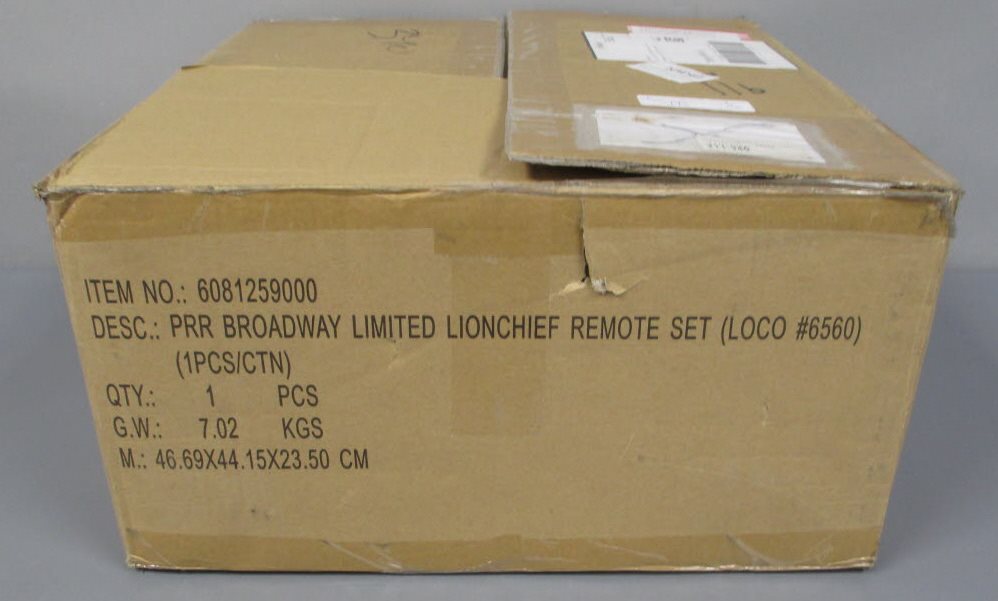 ITEM NO.: 6081259000
DESC.: PRR BROADWAY LIMITED LIONCHIEF REMOTE SET (LOCO #6560)
(1PCS/CTN)
QTY.: 1 PCS
G.W.: 7.02 KGS
M.: 46.69X44.15X23.50 CM